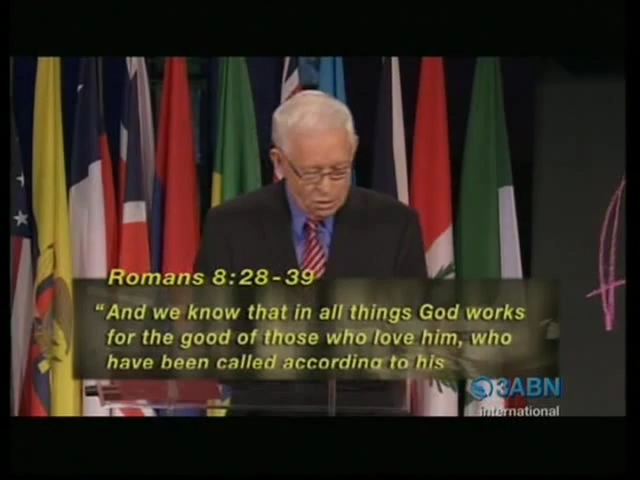 Romans 8:28-39
“And we know that in all things God works
for the good of those who love him, who
have been called according to his
3ABN
international